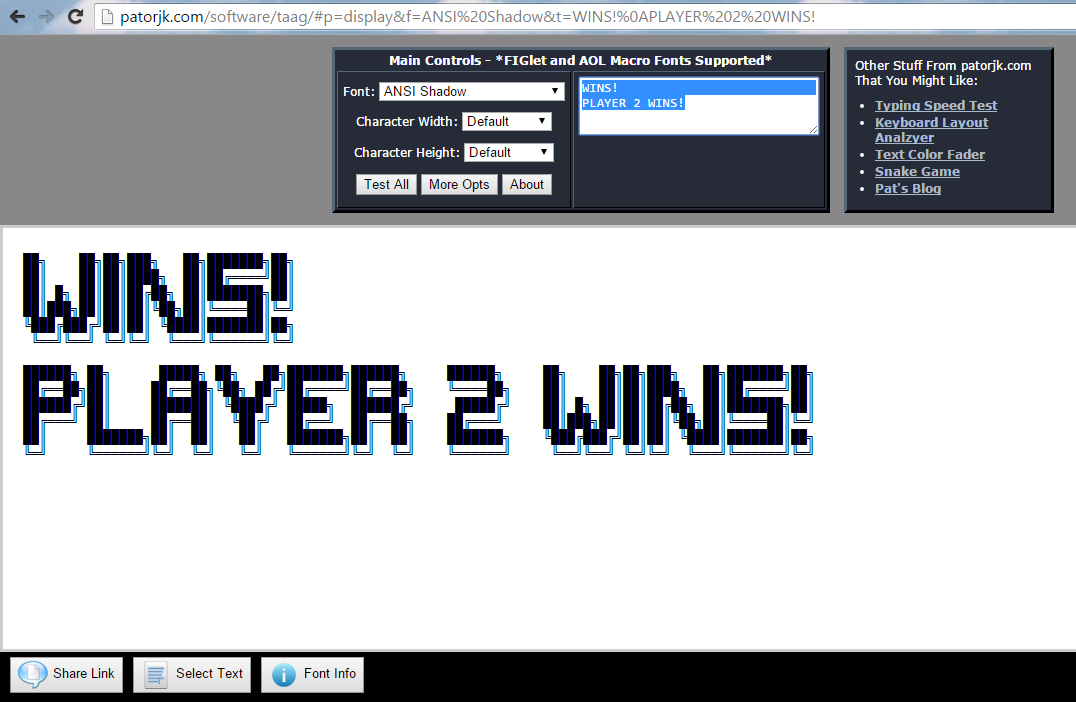 patorjk.com/software/taag/#p=display&f=ANSI%20Shadow&t=WINS!%0APLAYER%202%20WINS!
Main Controls - *FIGlet and AOL Macro Fonts Supported*
Font: ANSI Shadow
Character Width: Default
Character Height: Default
Test All More Opts About
WINS!
PLAYER 2 WINS!
Other Stuff From patorjk.com
That You Might Like:
Typing Speed Test
Keyboard Layout
Analzyer
Text Color Fader
Snake Game
Pat's Blog
WINS!
PLAYER 2 WINS!
Share Link Select Text Font Info